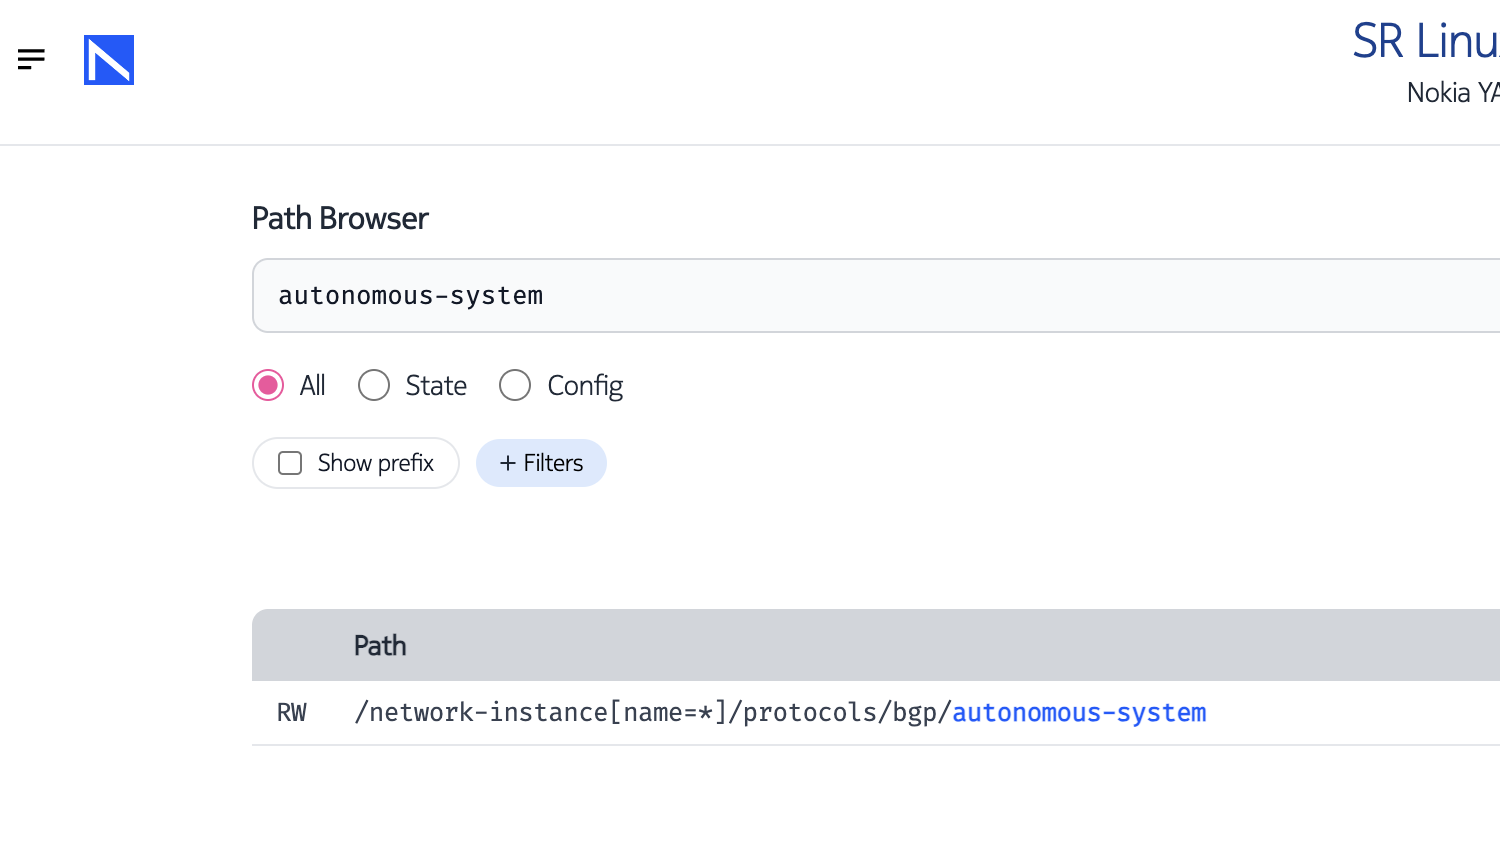 SR Linu
Nokia YA
Path Browser
autonomous-system
All State Config
Show prefix + Filters
Path
RW /network-instance[name=*]/protocols/bgp/autonomous-system